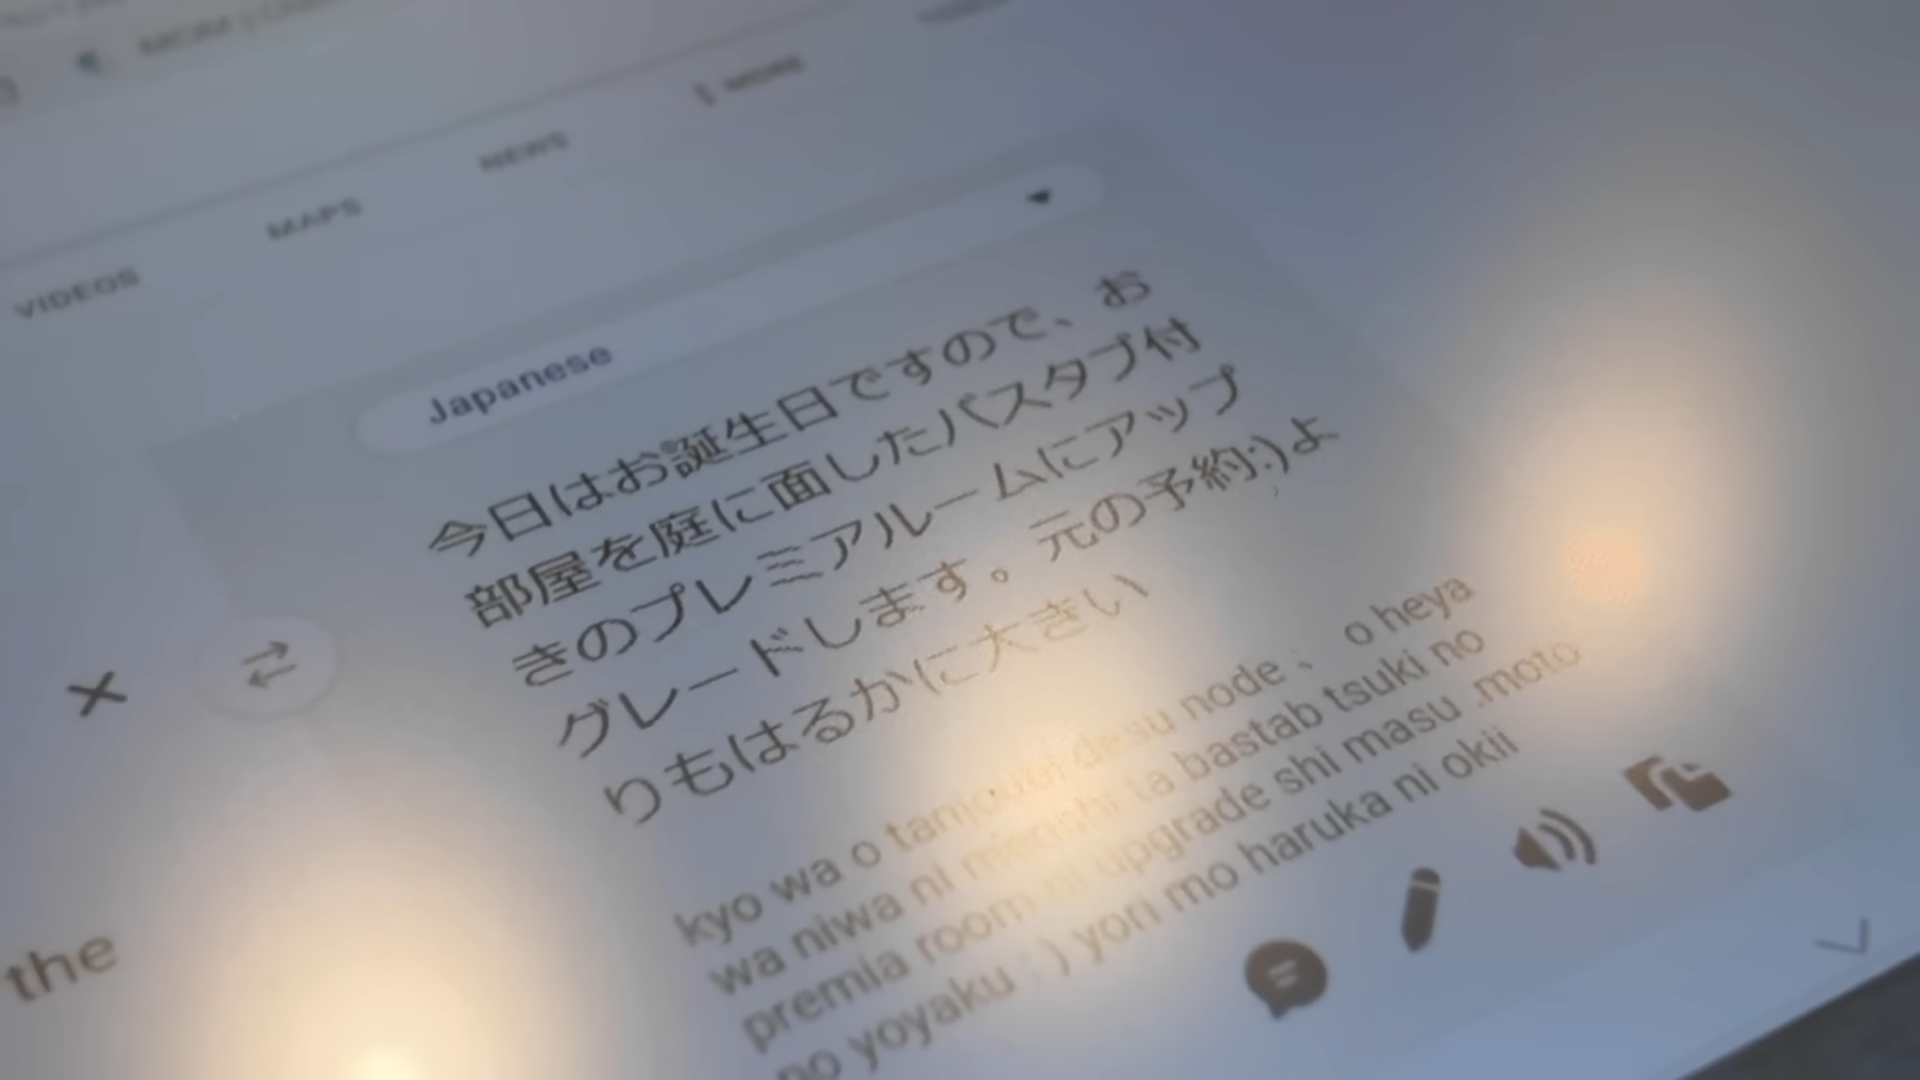 MORE
NEWS
MAPS
VIDEOS
Japanese
今日はお誕生日ですので、お
部屋を庭に面したバスタブ付
きのプレミアルームにアップ
グレードします。元の予約:)よ
りもはるかに大きい
kyo wa o tanjoubi desu node 、 o heya
wa niwa ni menshi ta bastab tsuki no
premia room ni upgrade shi masu .moto
no yoyaku : ) yori mo haruka ni okii
the